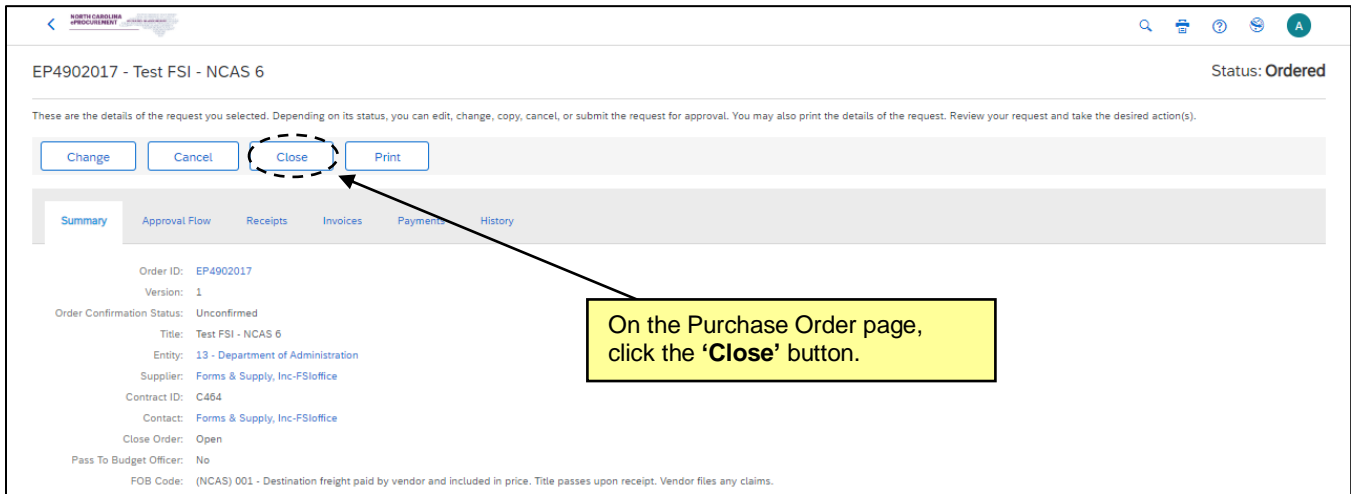 NORTH CAROLINA
ePROCUREMENT
A
EP4902017 - Test FSI - NCAS 6
Status: Ordered
These are the details of the request you selected. Depending on its status, you can edit, change, copy, cancel, or submit the request for approval. You may also print the details of the request. Review your request and take the desired action(s).
Change Cancel Close Print
Summary Approval Flow Receipts Invoices Payments History
Order ID: EP4902017
Version: 1
Order Confirmation Status: Unconfirmed
Title: Test FSI - NCAS 6
Entity: 13 - Department of Administration
Supplier: Forms & Supply, Inc-FSIoffice
Contract ID: C464
Contact: Forms & Supply, Inc-FSIoffice
Close Order: Open
Pass To Budget Officer: No
FOB Code: (NCAS) 001 - Destination freight paid by vendor and included in price. Title passes upon receipt. Vendor files any claims.
On the Purchase Order page,
click the ‘Close’ button.